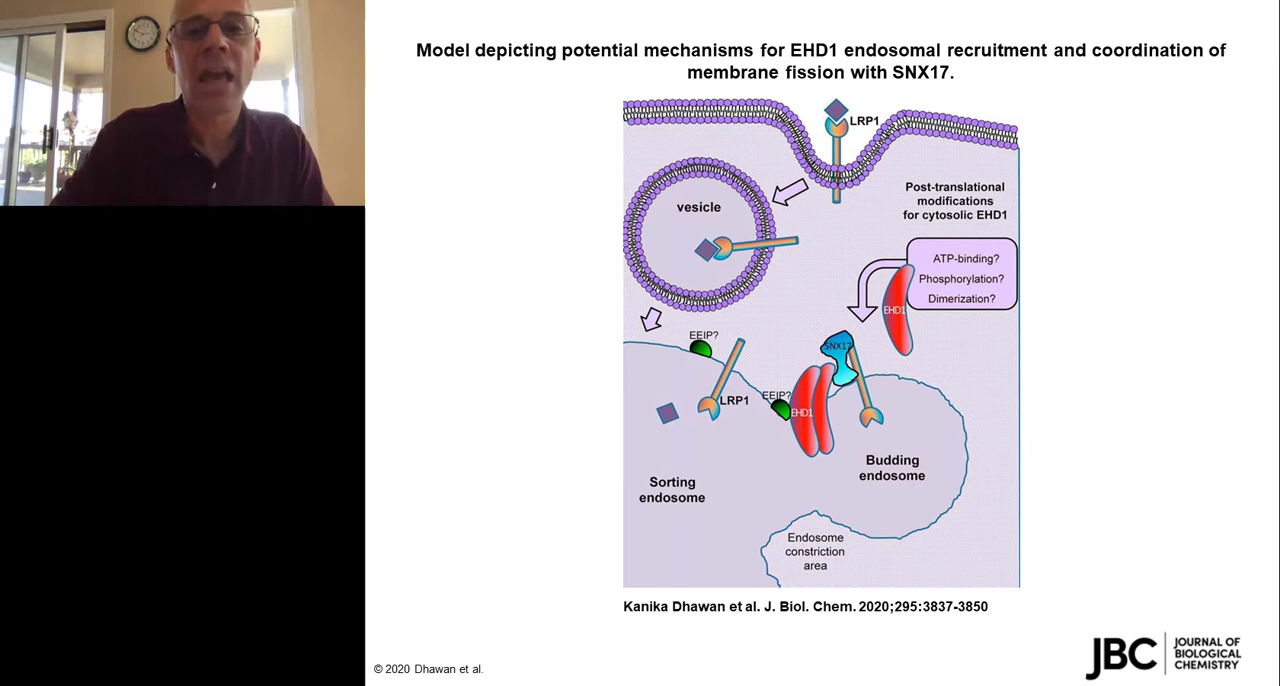 Model depicting potential mechanisms for EHD1 endosomal recruitment and coordination of
membrane fission with SNX17.
LRP1
Post-translational
modifications
for cytosolic EHD1
vesicle
ATP-binding?
Phosphorylation?
Dimerization?
EHD1
EEIP?
SNX17
LRP1
EEIP?
EHD1
Budding
endosome
Sorting
endosome
Endosome
constriction
area
Kanika Dhawan et al. J. Biol. Chem. 2020;295:3837-3850
© 2020 Dhawan et al.
JBC
JOURNAL OF
BIOLOGICAL
CHEMISTRY